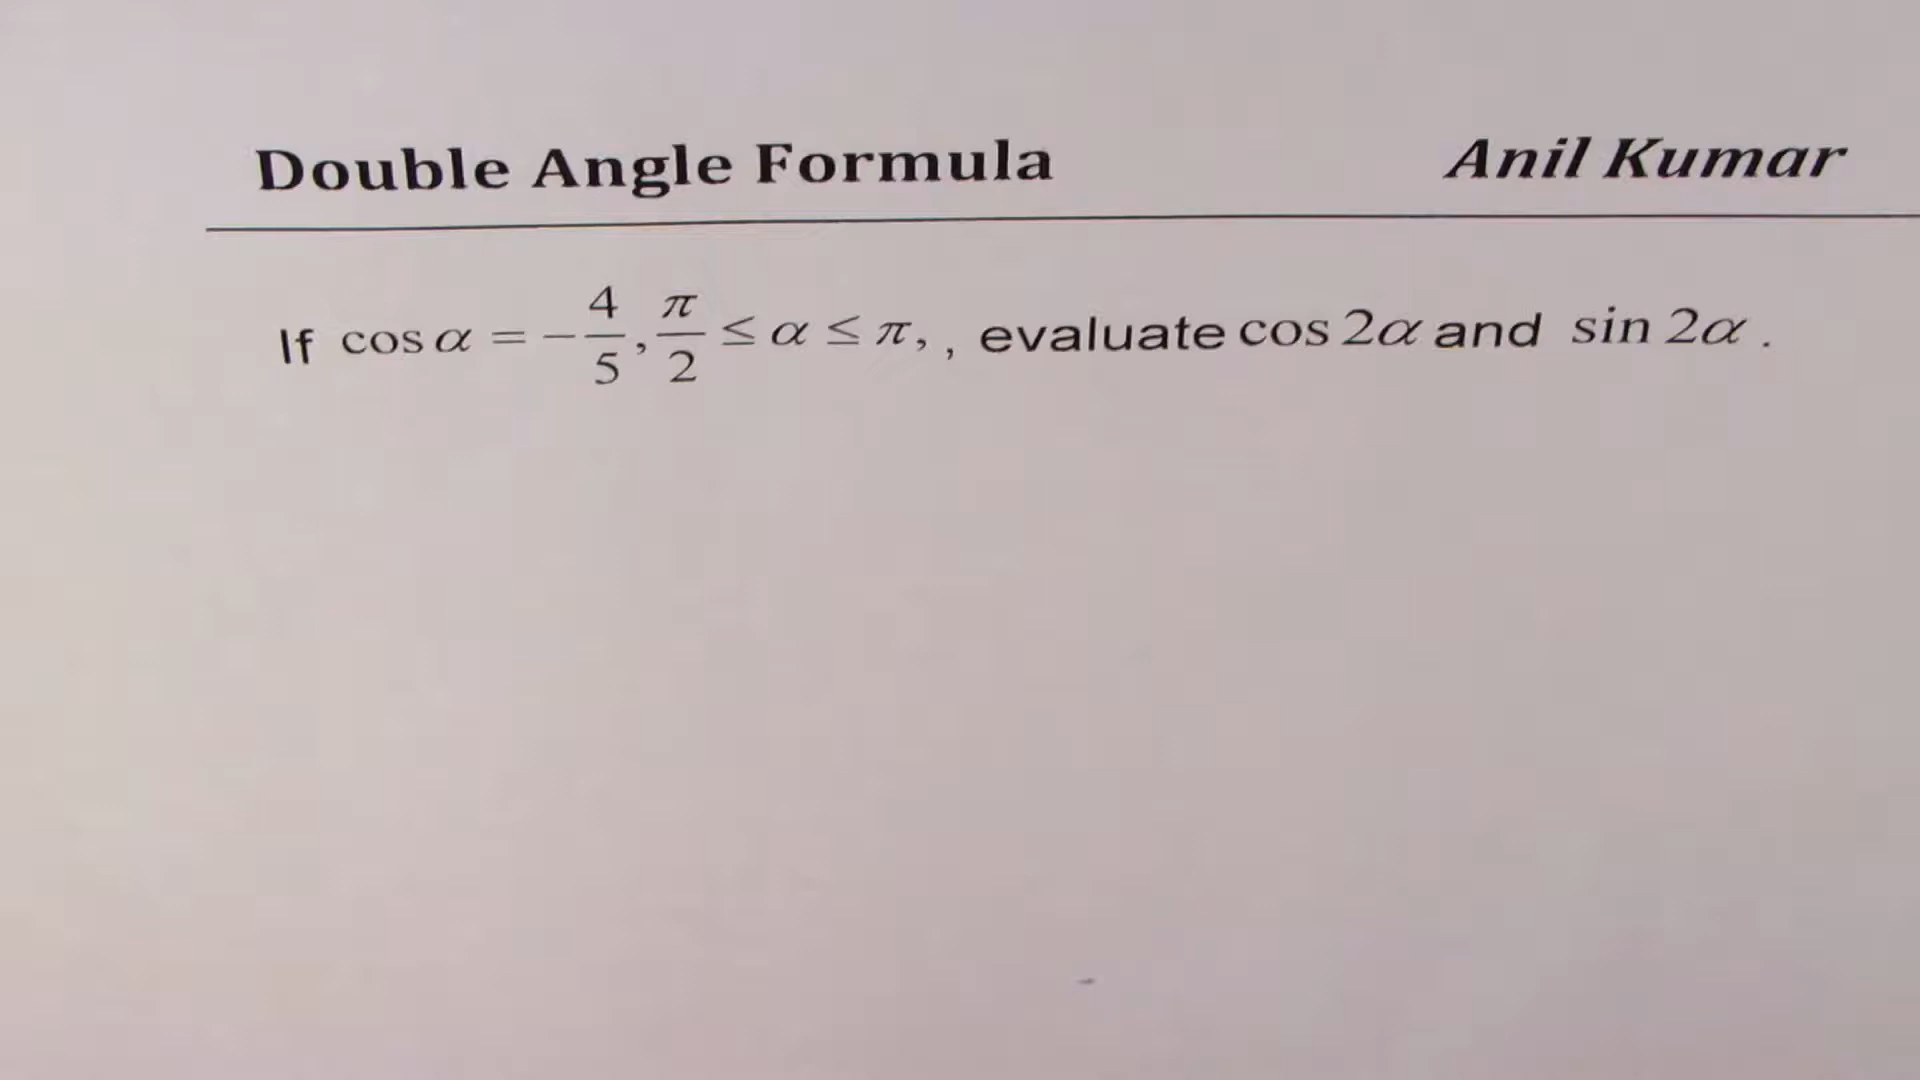 Double Angle Formula Anil Kumar
If cos α = −4/5, π/2 ≤ α ≤ π, , evaluate cos 2α and sin 2α .